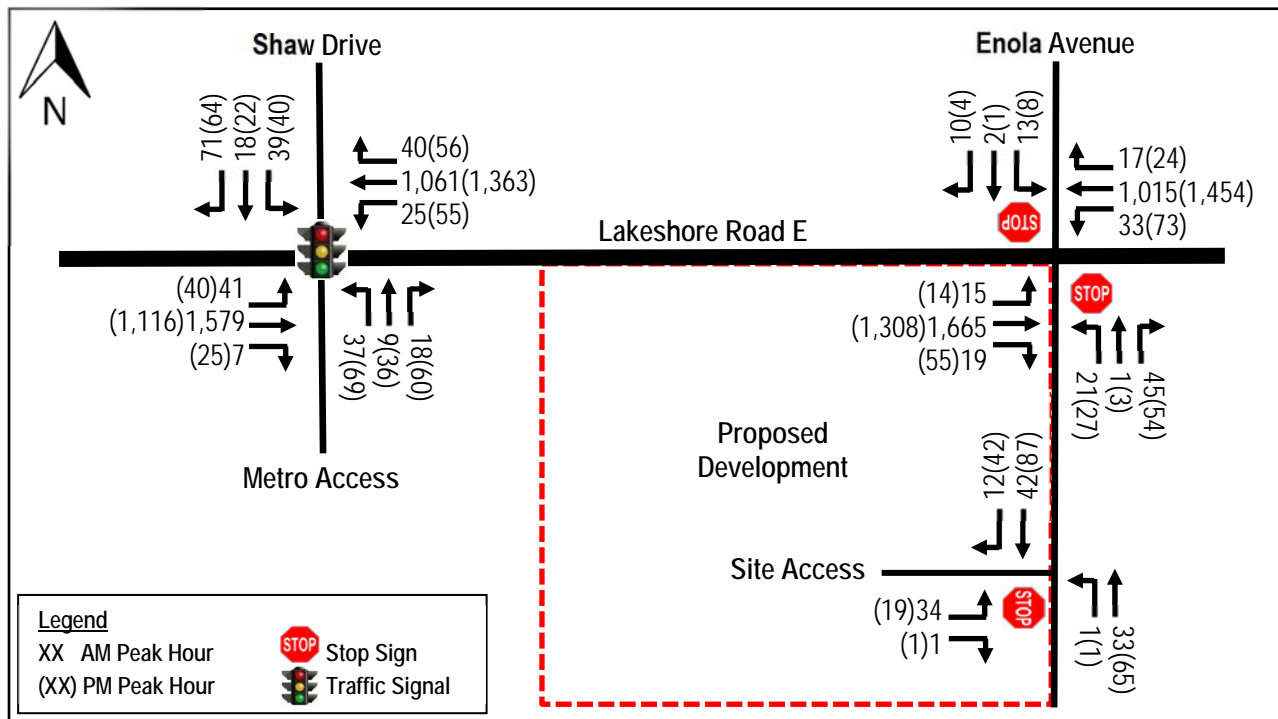 N
Shaw Drive
71(64)
18(22)
39(40)
40(56)
1,061(1,363)
25(55)
(40)41
(1,116)1,579
(25)7
37(69)
9(36)
18(60)
Metro Access
Lakeshore Road E
Enola Avenue
10(4)
2(1)
13(8)
STOP
17(24)
1,015(1,454)
33(73)
(14)15
(1,308)1,665
(55)19
STOP
21(27)
1(3)
45(54)
Proposed
Development
12(42)
42(87)
Site Access
(19)34
(1)1
STOP
1(1)
33(65)
Legend
XX AM Peak Hour
(XX) PM Peak Hour
STOP Stop Sign
Traffic Signal